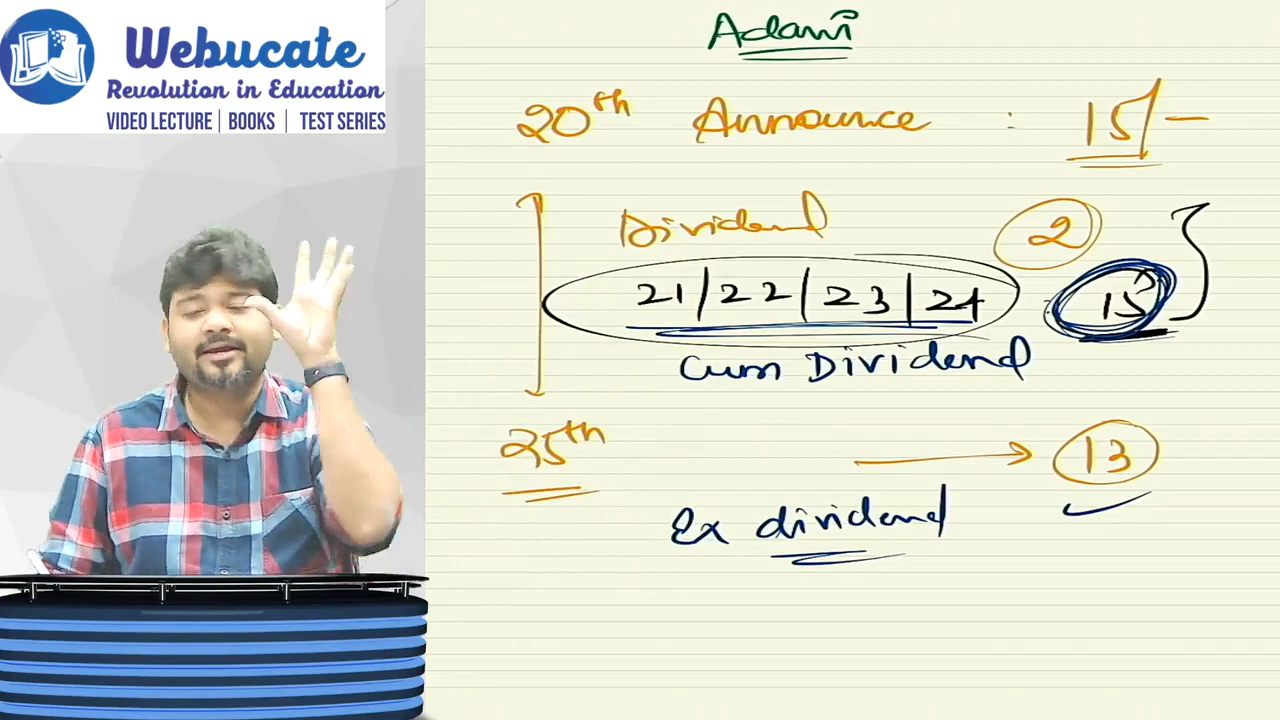 Webucate
Revolution in Education
VIDEO LECTURE | BOOKS | TEST SERIES
Adani
20th Announce : 15/-
Dividend 2
21 | 22 | 23 | 24 15
Cum Dividend
25th → 13
Ex dividend